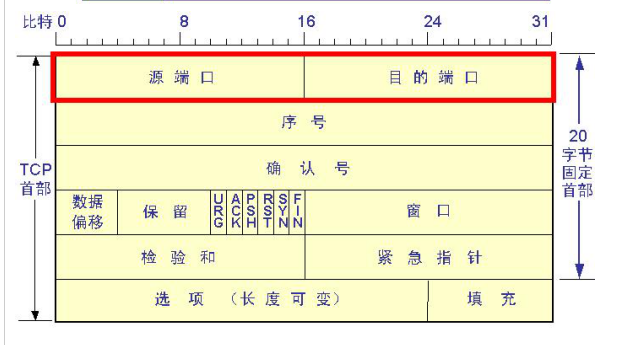 比特 0 8 16 24 31
源端口 目的端口
序号
确认号
TCP
首部
20
字节
固定
首部
数据
偏移
保留
URG
ACK
PSH
RST
SYN
FIN
窗口
检验和 紧急指针
选项 (长度可变) 填充